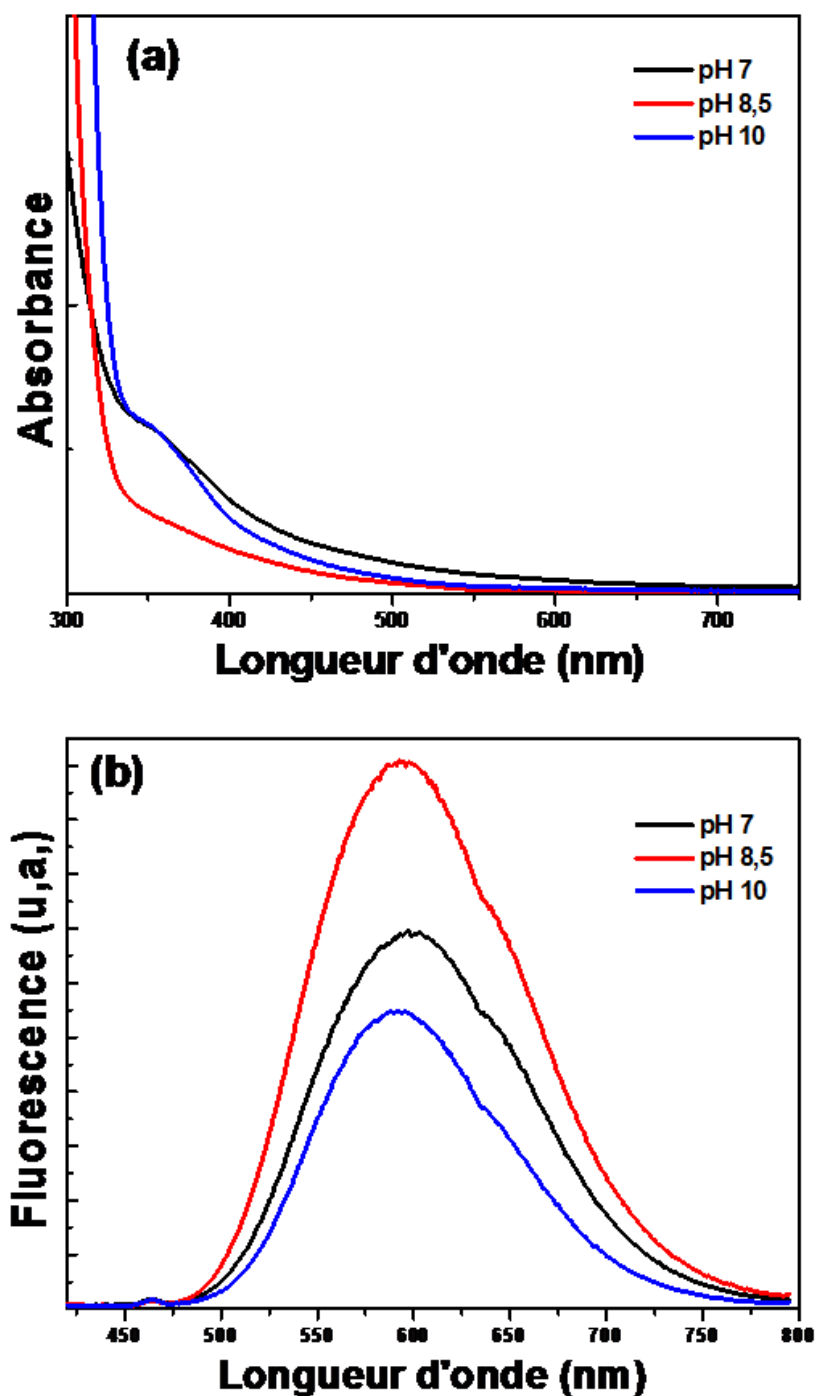 (a)
pH 7
pH 8,5
pH 10
Absorbance
300 400 500 600 700
Longueur d'onde (nm)
(b)
pH 7
pH 8,5
pH 10
Fluorescence (u,a,)
450 500 550 600 650 700 750 800
Longueur d'onde (nm)